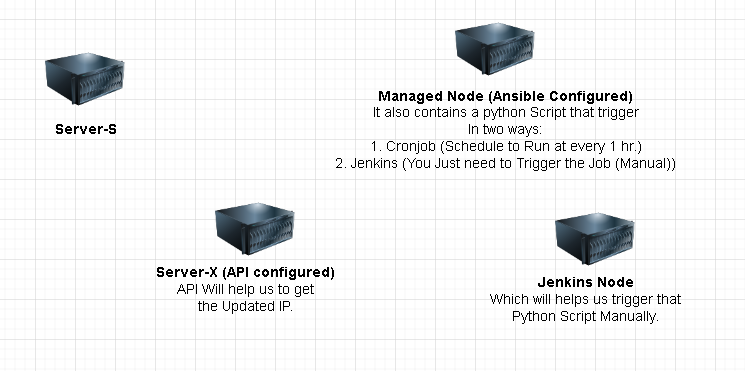 Server-S
Managed Node (Ansible Configured)
It also contains a python Script that trigger
In two ways:
1. Cronjob (Schedule to Run at every 1 hr.)
2. Jenkins (You Just need to Trigger the Job (Manual))
Server-X (API configured)
API Will help us to get
the Updated IP.
Jenkins Node
Which will helps us trigger that
Python Script Manually.